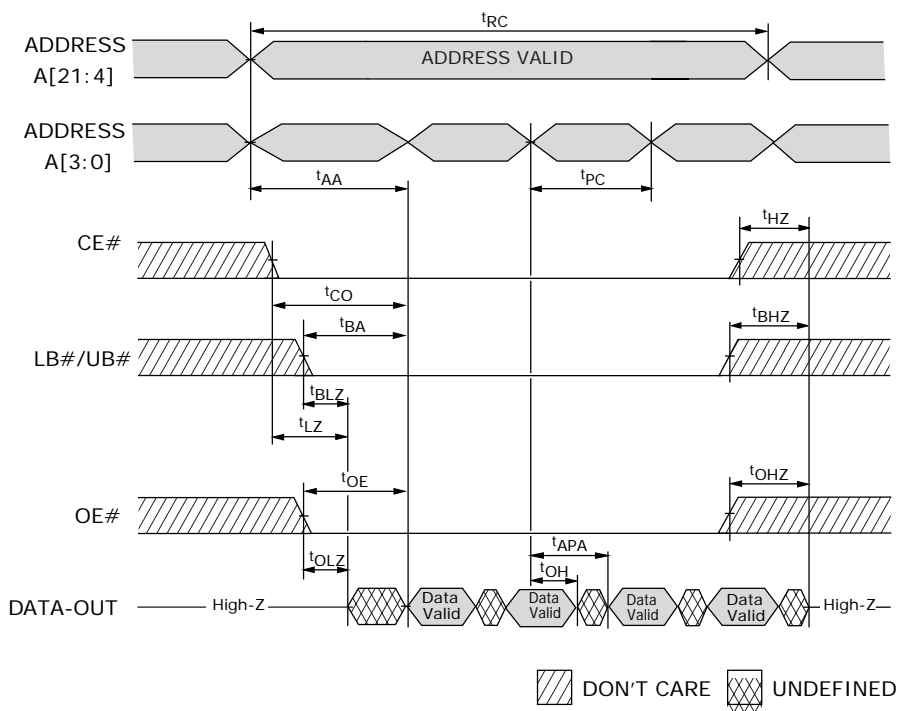 tRC
ADDRESS
A[21:4]
ADDRESS VALID
ADDRESS
A[3:0]
tAA
tPC
CE#
tHZ
tCO
tBA
tBHZ
LB#/UB#
tBLZ
tLZ
tOE
tOHZ
OE#
tAPA
tOLZ
tOH
DATA-OUT
High-Z
Data
Valid
Data
Valid
Data
Valid
Data
Valid
High-Z
DON'T CARE
UNDEFINED